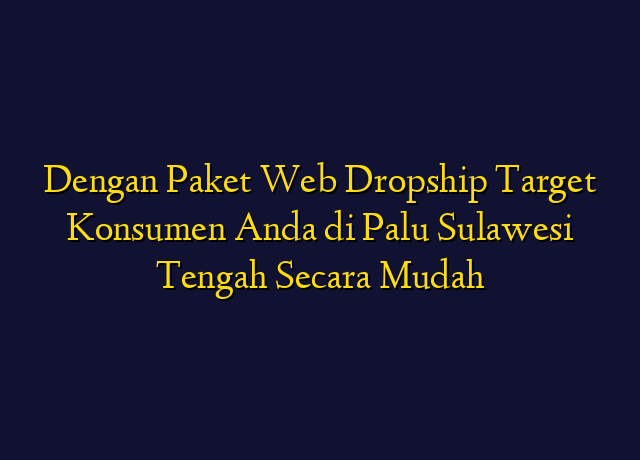 Dengan Paket Web Dropship Target
Konsumen Anda di Palu Sulawesi
Tengah Secara Mudah